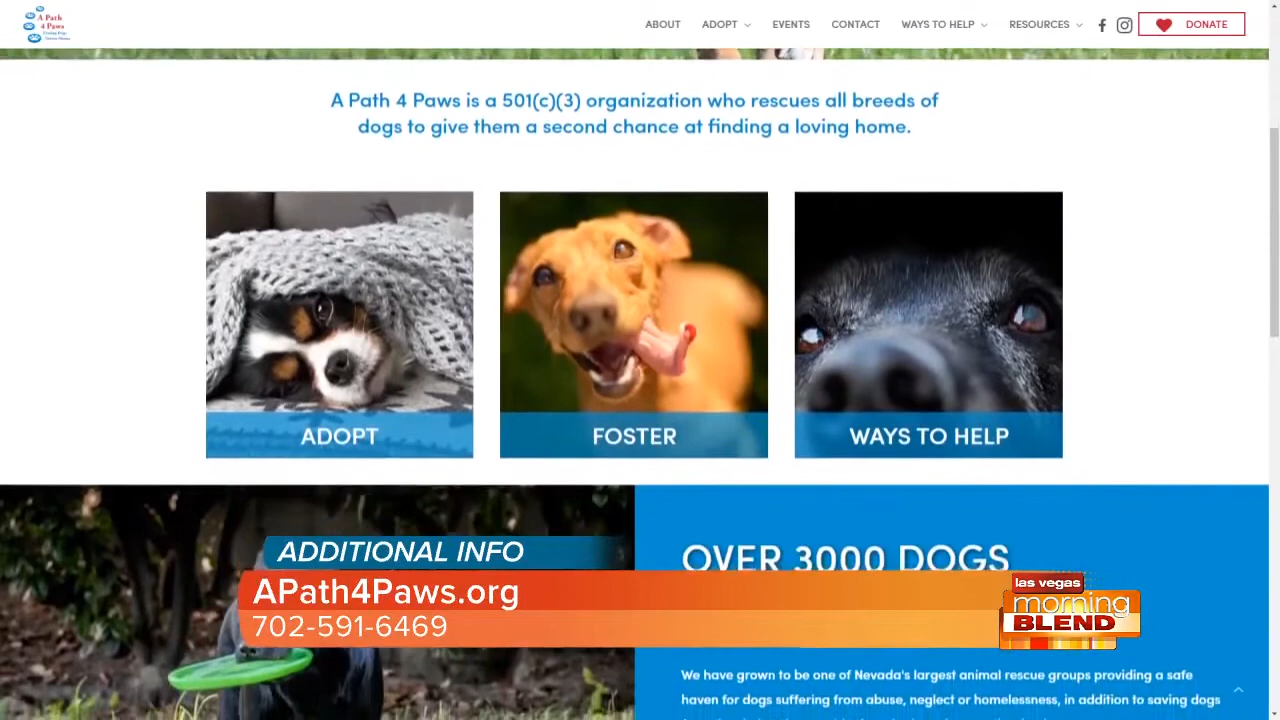 A Path
4 Paws
ABOUT
ADOPT
EVENTS
CONTACT
WAYS TO HELP
RESOURCES
DONATE
A Path 4 Paws is a 501(c)(3) organization who rescues all breeds of
dogs to give them a second chance at finding a loving home.
ADOPT
FOSTER
WAYS TO HELP
OVER 3000 DOGS
ADDITIONAL INFO
APath4Paws.org
702-591-6469
las vegas
morning
BLEND
We have grown to be one of Nevada's largest animal rescue groups providing a safe
haven for dogs suffering from abuse, neglect or homelessness, in addition to saving dogs